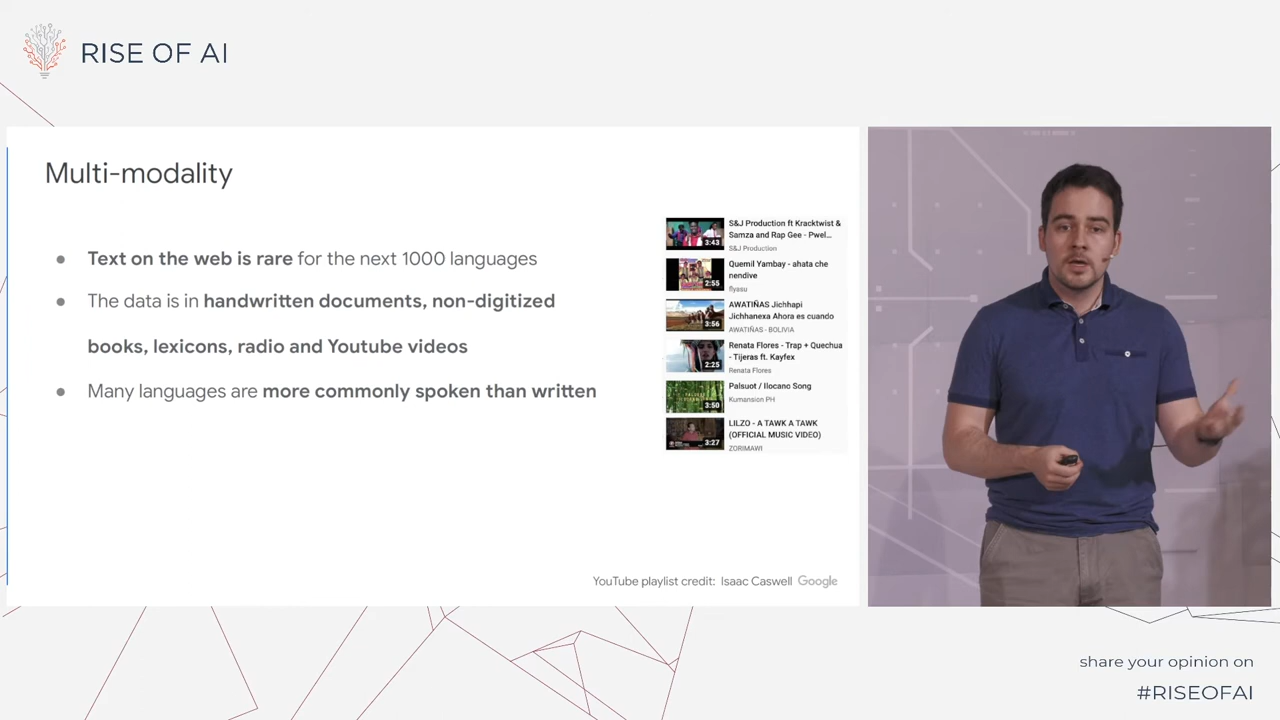 RISE OF AI
Multi-modality
● Text on the web is rare for the next 1000 languages
● The data is in handwritten documents, non-digitized
books, lexicons, radio and Youtube videos
● Many languages are more commonly spoken than written
S&J Production ft Kracktwist &
Samza and Rap Gee - Pwel...
S&J Production
3:43
Quemil Yambay - ahata che
nendive
flyasu
2:55
AWATIÑAS Jichhapi
Jichhanexa Ahora es cuando
AWATIÑAS - BOLIVIA
3:56
Renata Flores - Trap + Quechua
- Tijeras ft. Kayfex
Renata Flores
2:25
Palsuot / Ilocano Song
Kumansion PH
3:50
LILZO - A TAWK A TAWK
(OFFICIAL MUSIC VIDEO)
ZORIMAWI
3:27
YouTube playlist credit: Isaac Caswell Google
share your opinion on
#RISEOFAI